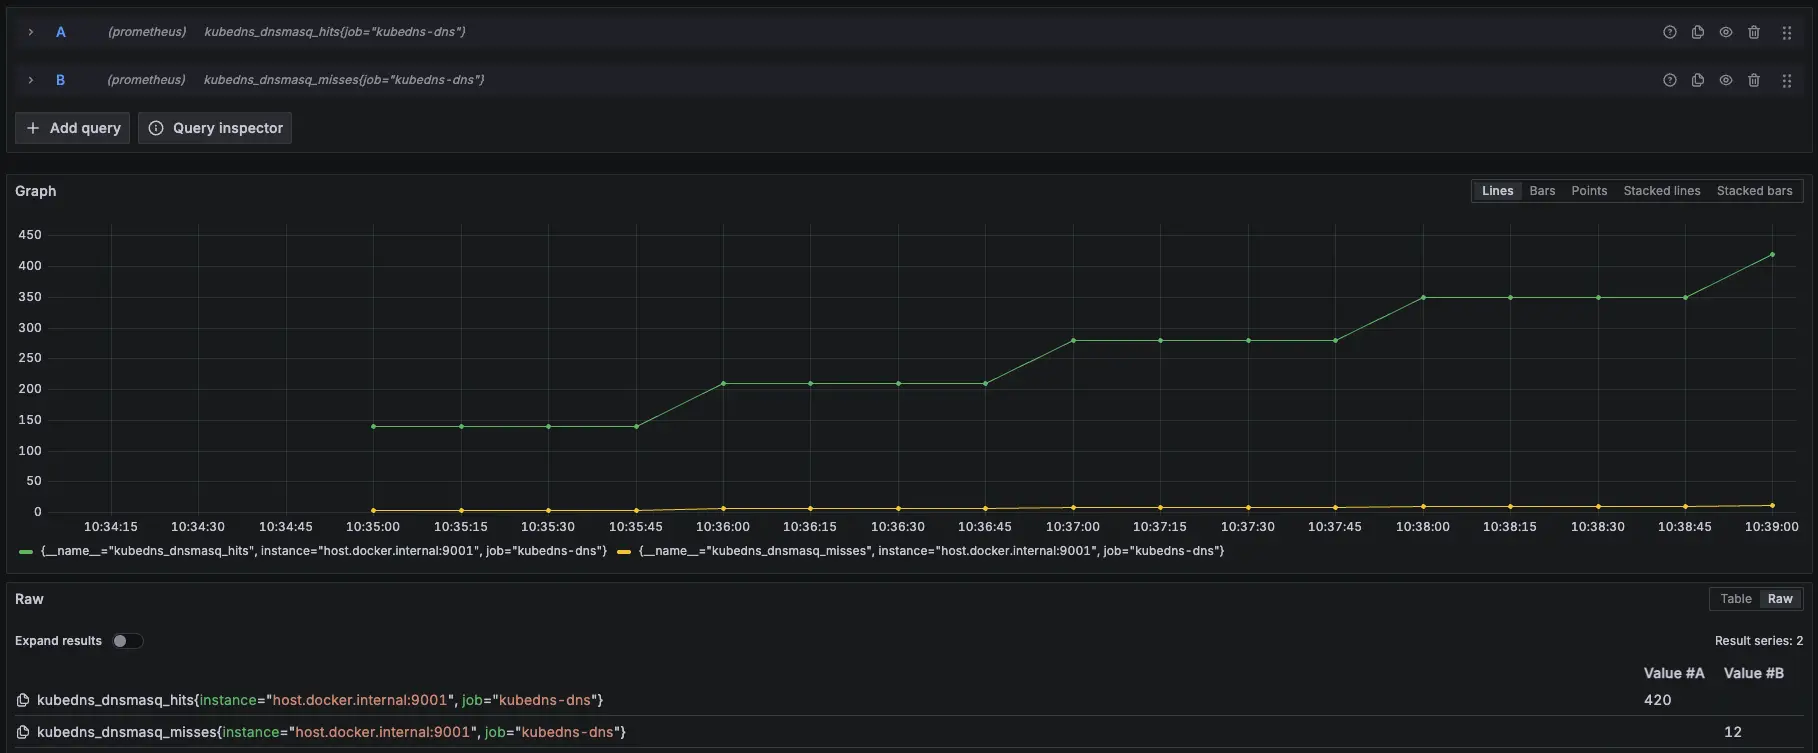 A (prometheus) kubedns_dnsmasq_hits{job="kubedns-dns"}
B (prometheus) kubedns_dnsmasq_misses{job="kubedns-dns"}
+ Add query Query inspector
Graph Lines Bars Points Stacked lines Stacked bars
450
400
350
300
250
200
150
100
50
0
10:34:15 10:34:30 10:34:45 10:35:00 10:35:15 10:35:30 10:35:45 10:36:00 10:36:15 10:36:30 10:36:45 10:37:00 10:37:15 10:37:30 10:37:45 10:38:00 10:38:15 10:38:30 10:38:45 10:39:00
{__name__="kubedns_dnsmasq_hits", instance="host.docker.internal:9001", job="kubedns-dns"} {__name__="kubedns_dnsmasq_misses", instance="host.docker.internal:9001", job="kubedns-dns"}
Raw Table Raw
Expand results Result series: 2
Value #A Value #B
kubedns_dnsmasq_hits{instance="host.docker.internal:9001", job="kubedns-dns"} 420
kubedns_dnsmasq_misses{instance="host.docker.internal:9001", job="kubedns-dns"} 12